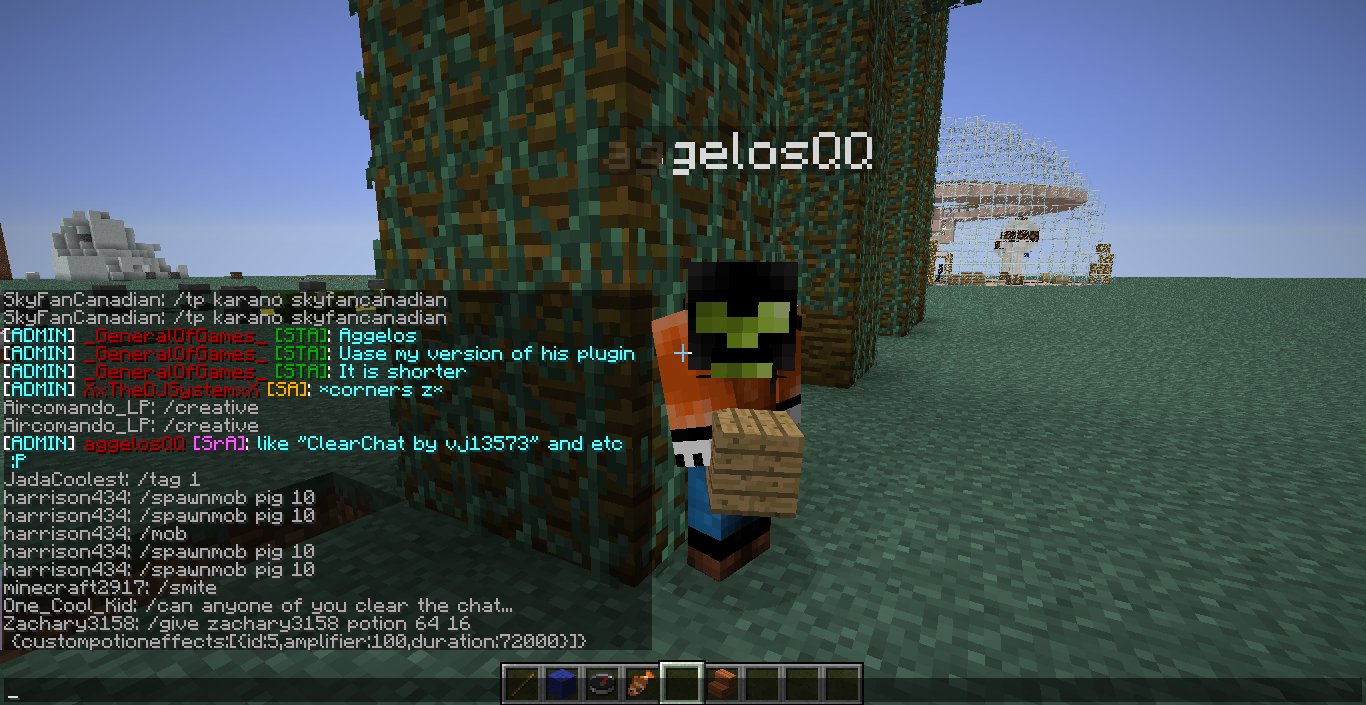 aggelosQQ
SkyFanCanadian: /tp karano skyfancanadian
SkyFanCanadian: /tp karano skyfancanadian
[ADMIN] _GeneralOfGames_ [STA]: Aggelos
[ADMIN] _GeneralOfGames_ [STA]: Uase my version of his plugin
[ADMIN] _GeneralOfGames_ [STA]: It is shorter
[ADMIN] XxTheDJSystemxX [SA]: *corners z*
Aircomando_LP: /creative
Aircomando_LP: /creative
[ADMIN] aggelosQQ [SrA]: like "ClearChat by vj13573" and etc
:P
JadaCoolest: /tag 1
harrison434: /spawnmob pig 10
harrison434: /spawnmob pig 10
harrison434: /mob
harrison434: /spawnmob pig 10
harrison434: /spawnmob pig 10
minecraft2917: /smite
One_Cool_Kid: /can anyone of you clear the chat...
Zachary3158: /give zachary3158 potion 64 16
{custompotioneffects:[{id:5,amplifier:100,duration:72000}]}
_